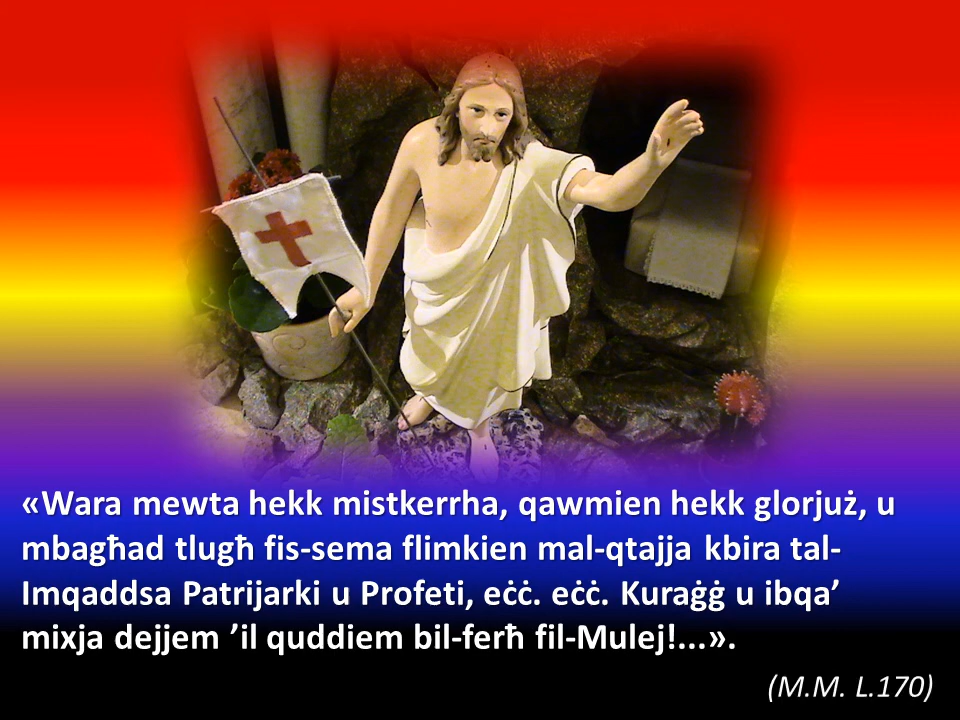 «Wara mewta hekk mistkerrha, qawmien hekk glorjuż, u
mbagħad tlugħ fis-sema flimkien mal-qtajja kbira tal-
Imqaddsa Patrijarki u Profeti, eċċ. eċċ. Kuraġġ u ibqa’
mixja dejjem ’il quddiem bil-ferħ fil-Mulej!...».
(M.M. L.170)